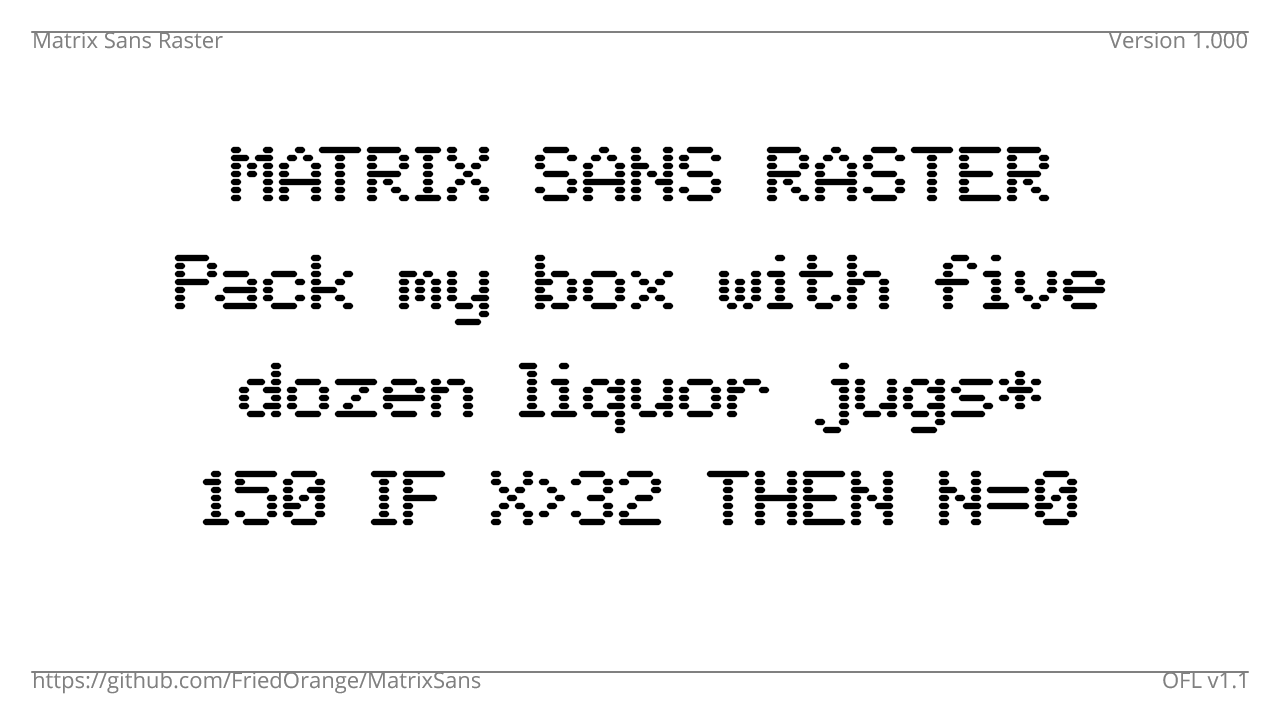 Matrix Sans Raster
Version 1.000
MATRIX SANS RASTER
Pack my box with five
dozen liquor jugs*
150 IF X>32 THEN N=0
https://github.com/FriedOrange/MatrixSans
OFL v1.1